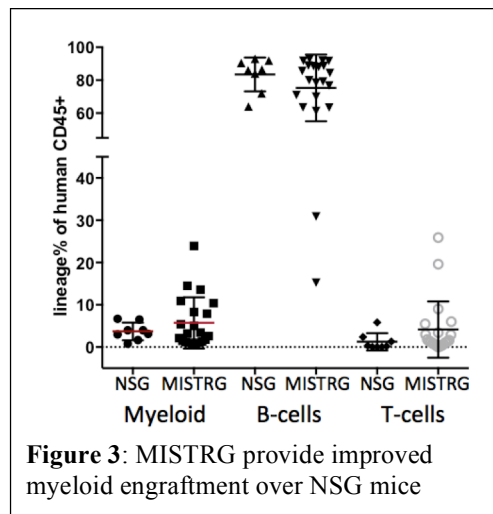 lineage% of human CD45+
100
80
60
40
30
20
10
0
NSG MISTRG NSG MISTRG NSG MISTRG
Myeloid B-cells T-cells
Figure 3: MISTRG provide improved
myeloid engraftment over NSG mice